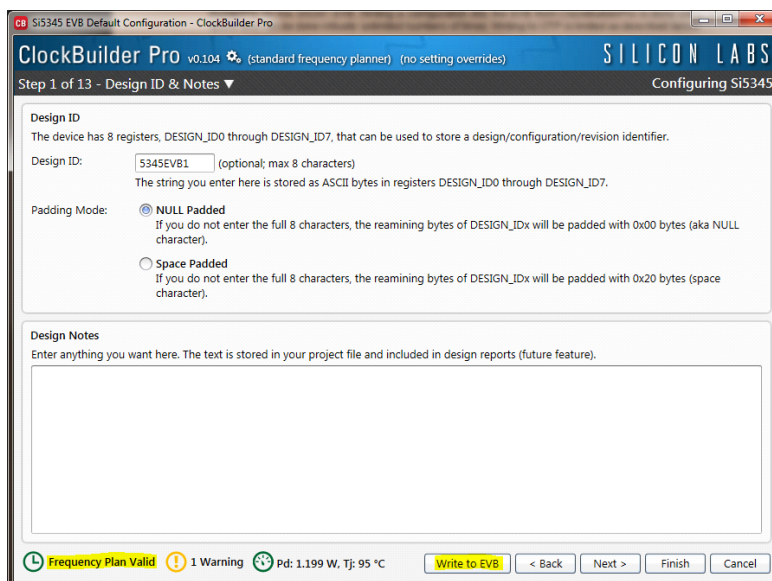 CB Si5345 EVB Default Configuration - ClockBuilder Pro
ClockBuilder Pro v0.104 (standard frequency planner) (no setting overrides) SILICON LABS
Step 1 of 13 - Design ID & Notes ▼ Configuring Si5345
Design ID
The device has 8 registers, DESIGN_ID0 through DESIGN_ID7, that can be used to store a design/configuration/revision identifier.
Design ID: 5345EVB1 (optional; max 8 characters)
The string you enter here is stored as ASCII bytes in registers DESIGN_ID0 through DESIGN_ID7.
Padding Mode: NULL Padded
If you do not enter the full 8 characters, the reamining bytes of DESIGN_IDx will be padded with 0x00 bytes (aka NULL
character).
Space Padded
If you do not enter the full 8 characters, the reamining bytes of DESIGN_IDx will be padded with 0x20 bytes (space
character).
Design Notes
Enter anything you want here. The text is stored in your project file and included in design reports (future feature).
Frequency Plan Valid 1 Warning Pd: 1.199 W, Tj: 95 °C Write to EVB < Back Next > Finish Cancel